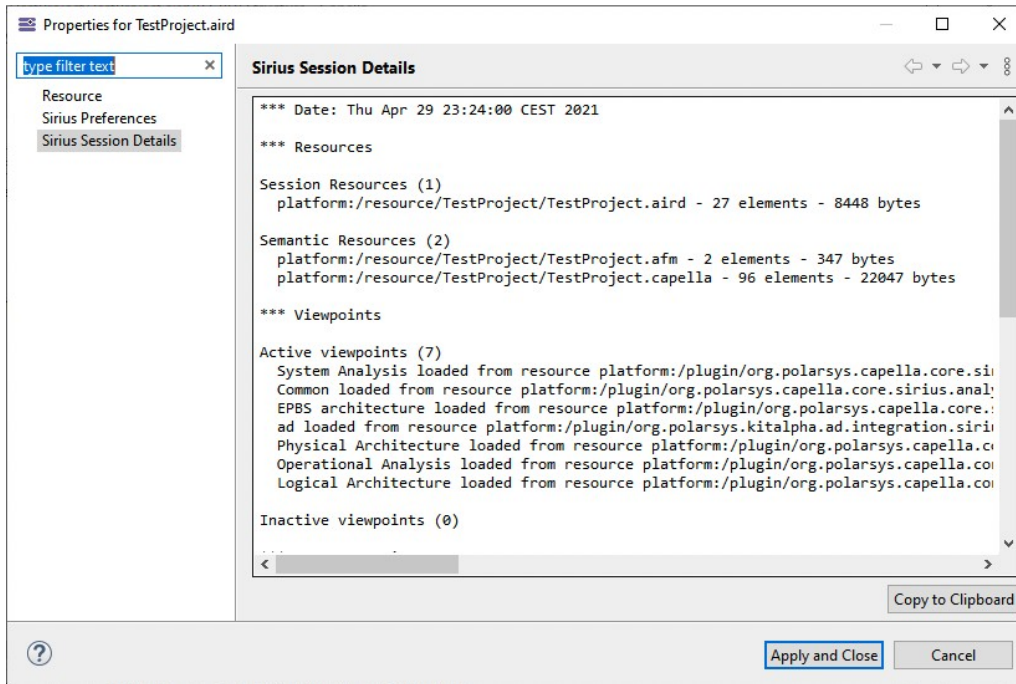 Properties for TestProject.aird
type filter text
Resource
Sirius Preferences
Sirius Session Details
Sirius Session Details
*** Date: Thu Apr 29 23:24:00 CEST 2021
*** Resources
Session Resources (1)
platform:/resource/TestProject/TestProject.aird - 27 elements - 8448 bytes
Semantic Resources (2)
platform:/resource/TestProject/TestProject.afm - 2 elements - 347 bytes
platform:/resource/TestProject/TestProject.capella - 96 elements - 22047 bytes
*** Viewpoints
Active viewpoints (7)
System Analysis loaded from resource platform:/plugin/org.polarsys.capella.core.sir
Common loaded from resource platform:/plugin/org.polarsys.capella.core.sirius.analy
EPBS architecture loaded from resource platform:/plugin/org.polarsys.capella.core.
ad loaded from resource platform:/plugin/org.polarsys.kitalpha.ad.integration.siri
Physical Architecture loaded from resource platform:/plugin/org.polarsys.capella.co
Operational Analysis loaded from resource platform:/plugin/org.polarsys.capella.cor
Logical Architecture loaded from resource platform:/plugin/org.polarsys.capella.cor
Inactive viewpoints (0)
Copy to Clipboard
Apply and Close
Cancel